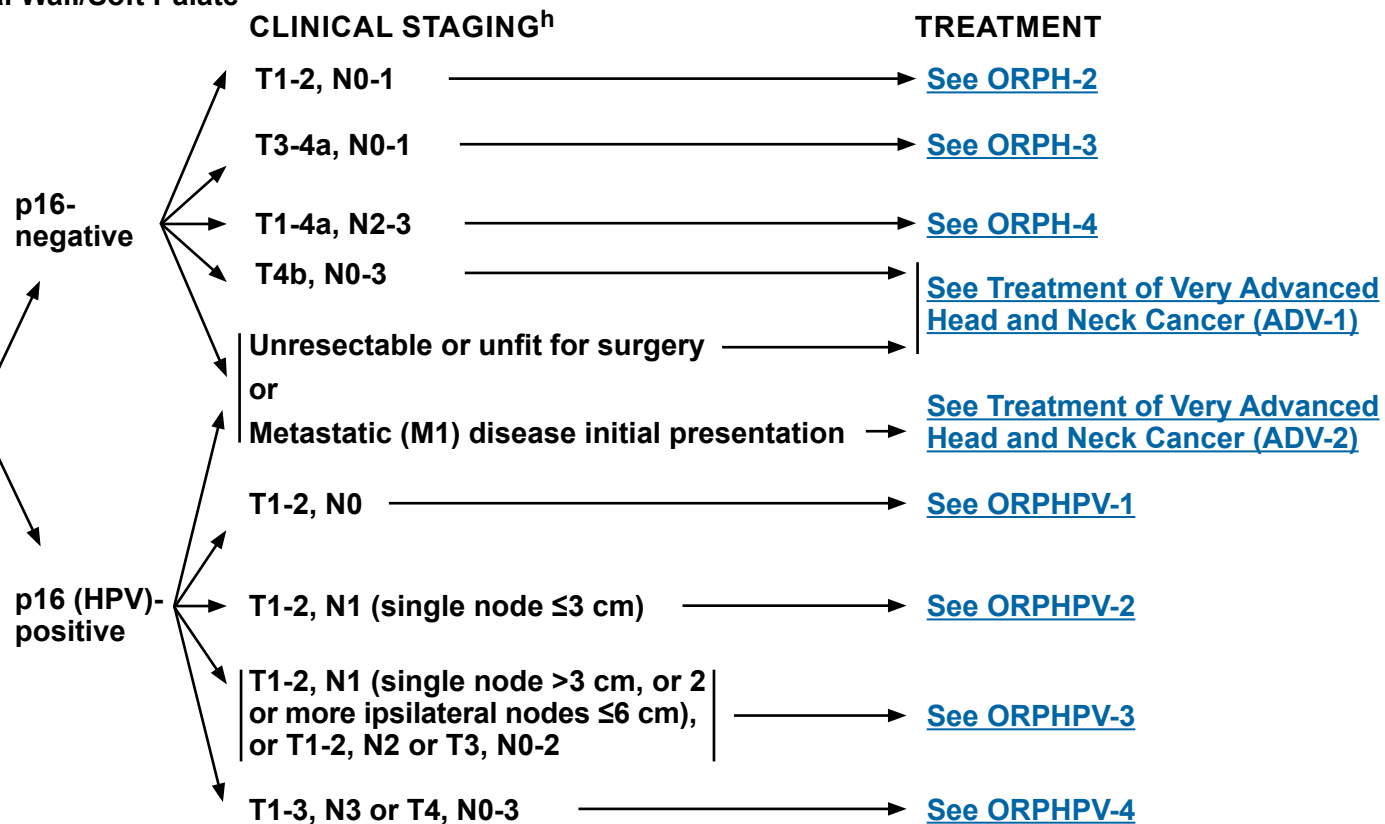 Wall/Soft Palate
CLINICAL STAGINGh
TREATMENT
T1-2, N0-1
See ORPH-2
T3-4a, N0-1
See ORPH-3
p16-
negative
T1-4a, N2-3
See ORPH-4
T4b, N0-3
See Treatment of Very Advanced
Head and Neck Cancer (ADV-1)
Unresectable or unfit for surgery
or
Metastatic (M1) disease initial presentation
See Treatment of Very Advanced
Head and Neck Cancer (ADV-2)
T1-2, N0
See ORPHPV-1
p16 (HPV)-
positive
T1-2, N1 (single node ≤3 cm)
See ORPHPV-2
T1-2, N1 (single node >3 cm, or 2
or more ipsilateral nodes ≤6 cm),
or T1-2, N2 or T3, N0-2
See ORPHPV-3
T1-3, N3 or T4, N0-3
See ORPHPV-4